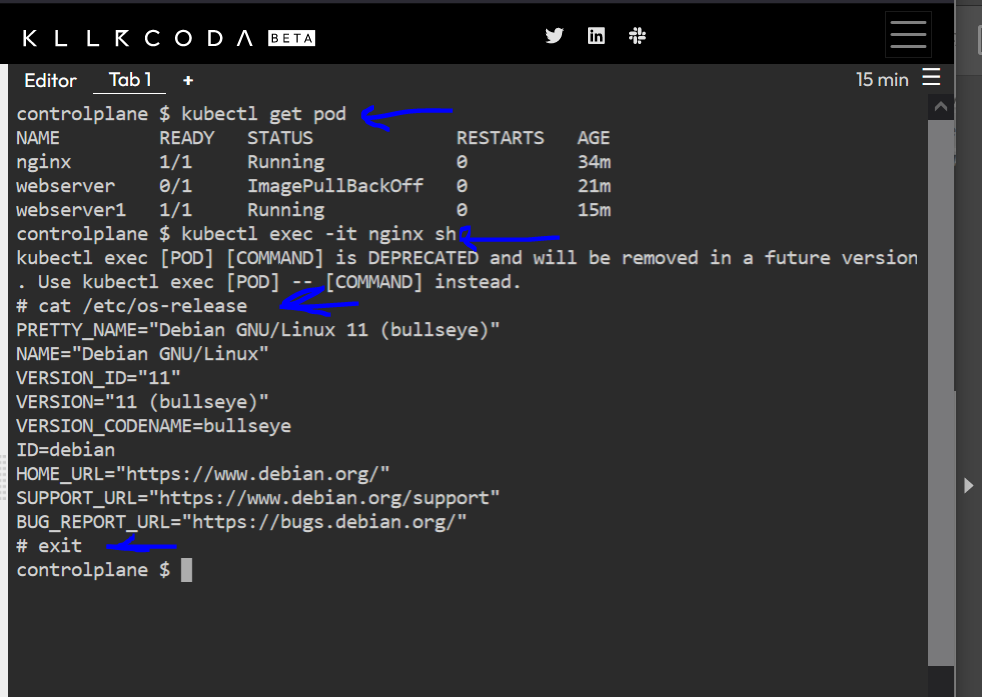 KLLRCODA BETA
Editor Tab 1 + 15 min
controlplane $ kubectl get pod
NAME READY STATUS RESTARTS AGE
nginx 1/1 Running 0 34m
webserver 0/1 ImagePullBackOff 0 21m
webserver1 1/1 Running 0 15m
controlplane $ kubectl exec -it nginx sh
kubectl exec [POD] [COMMAND] is DEPRECATED and will be removed in a future version
. Use kubectl exec [POD] -- [COMMAND] instead.
# cat /etc/os-release
PRETTY_NAME="Debian GNU/Linux 11 (bullseye)"
NAME="Debian GNU/Linux"
VERSION_ID="11"
VERSION="11 (bullseye)"
VERSION_CODENAME=bullseye
ID=debian
HOME_URL="https://www.debian.org/"
SUPPORT_URL="https://www.debian.org/support"
BUG_REPORT_URL="https://bugs.debian.org/"
# exit
controlplane $